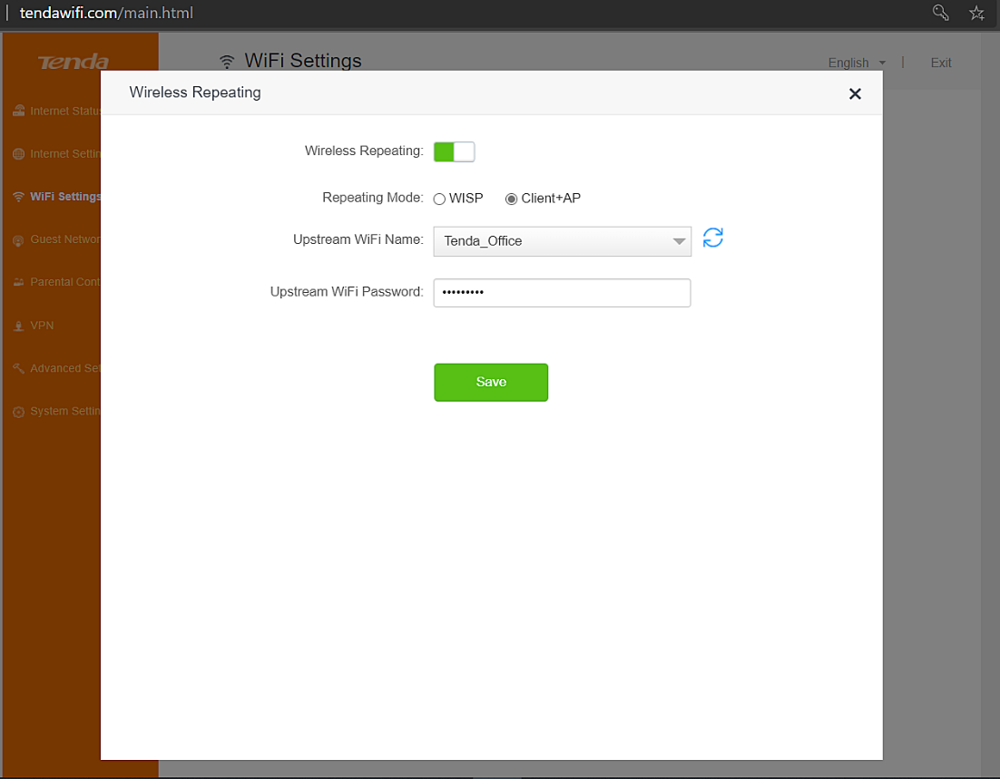 tendawifi.com/main.html
Tenda
WiFi Settings
English
Exit
Wireless Repeating
Internet Status
Internet Settin
WiFi Settings
Guest Networ
Parental Cont
VPN
Advanced Set
System Settin
Wireless Repeating:
Repeating Mode: WISP Client+AP
Upstream WiFi Name: Tenda_Office
Upstream WiFi Password: •••••••••
Save